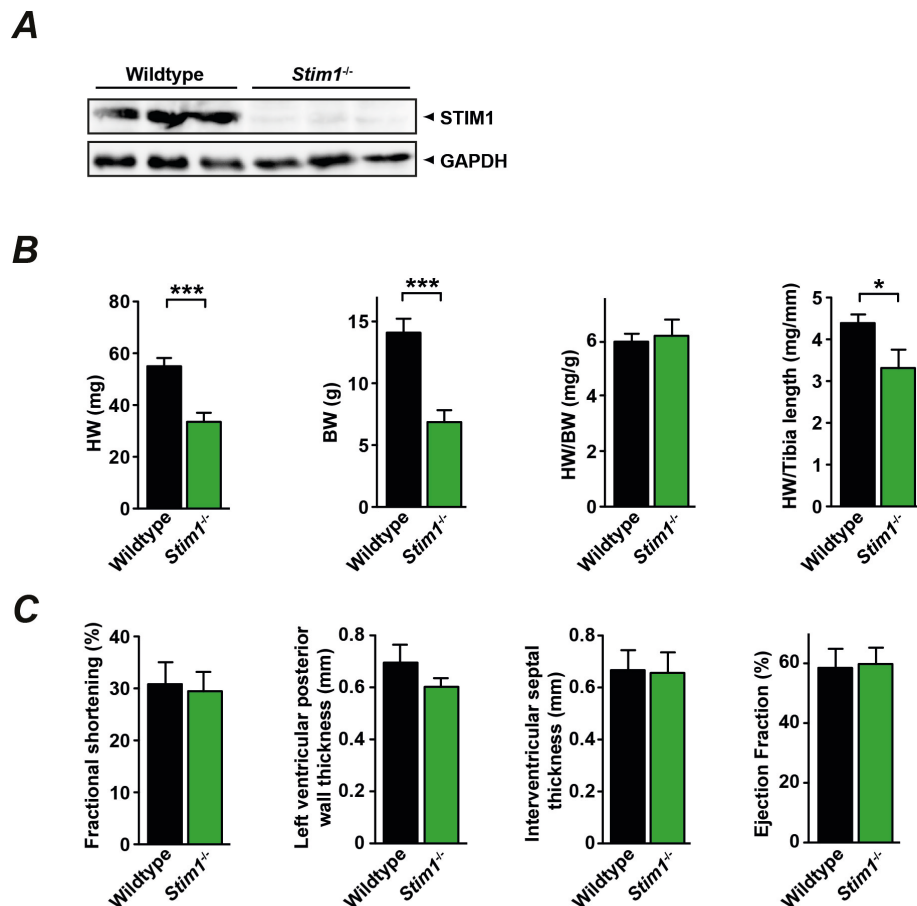 A
Wildtype Stim1-/-
STIM1
GAPDH
B
HW (mg)
80
60
40
20
0
***
Wildtype
Stim1-/-
BW (g)
15
10
5
0
***
Wildtype
Stim1-/-
HW/BW (mg/g)
6
4
2
0
Wildtype
Stim1-/-
HW/Tibia length (mg/mm)
5
4
3
2
1
0
*
Wildtype
Stim1-/-
C
Fractional shortening (%)
40
30
20
10
0
Wildtype
Stim1-/-
Left ventricular posterior
wall thickness (mm)
0.8
0.6
0.4
0.2
0
Wildtype
Stim1-/-
Interventricular septal
thickness (mm)
0.8
0.6
0.4
0.2
0
Wildtype
Stim1-/-
Ejection Fraction (%)
60
40
20
0
Wildtype
Stim1-/-